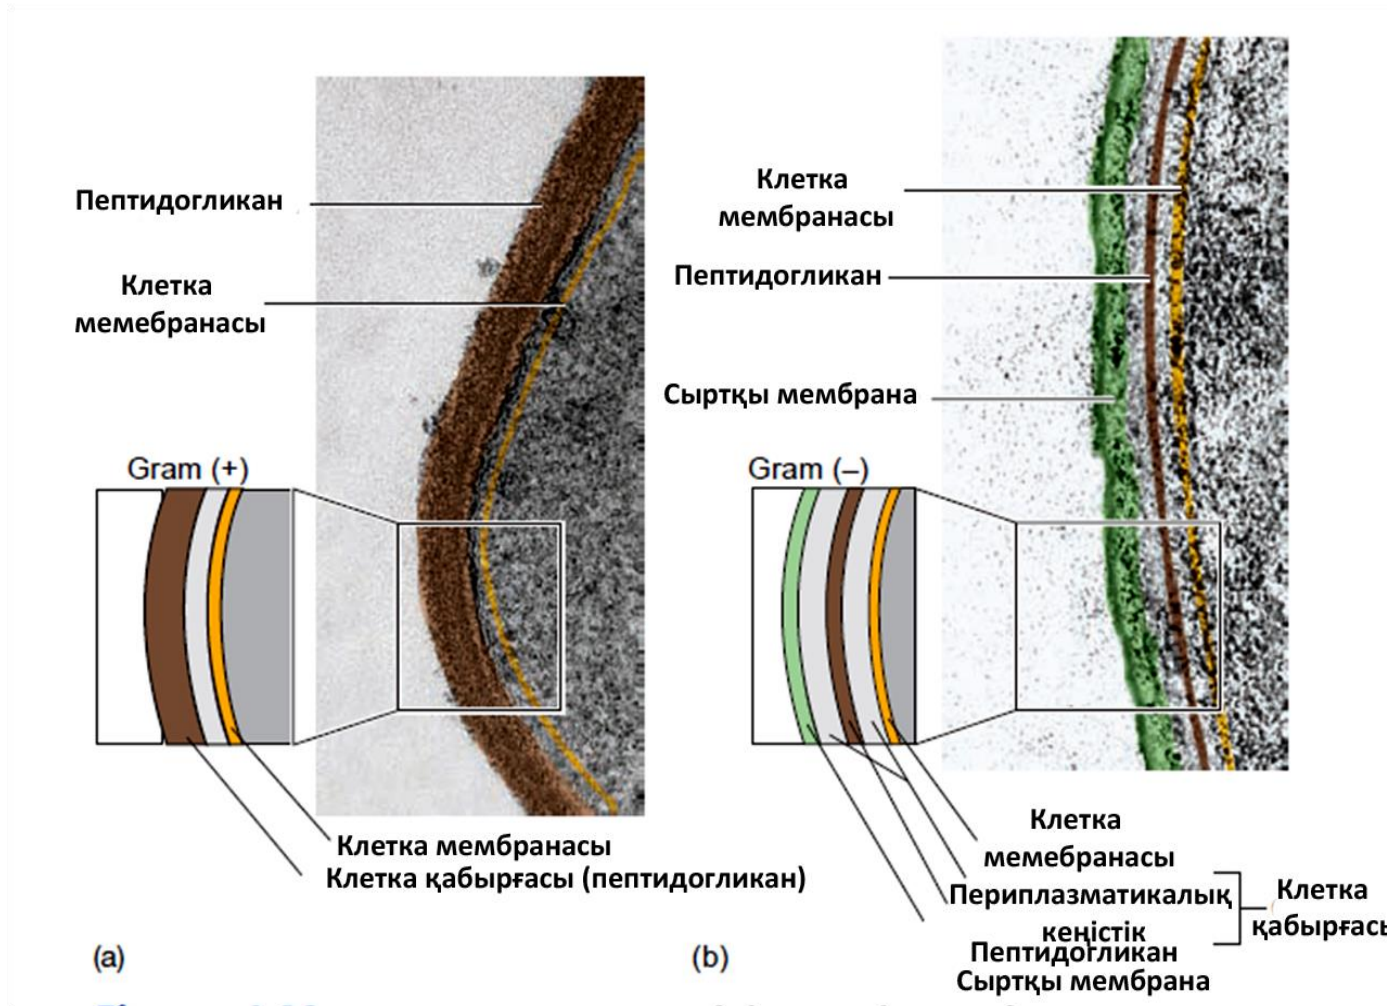 Пептидогликан
Клетка
мемебранасы
Gram (+)
Клетка мембранасы
Клетка қабырғасы (пептидогликан)
(a)
Клетка
мембранасы
Пептидогликан
Сыртқы мембрана
Gram (–)
Клетка
мемебранасы
Периплазматикалық
кеңістік
Пептидогликан
Сыртқы мембрана
Клетка
қабырғасы
(b)